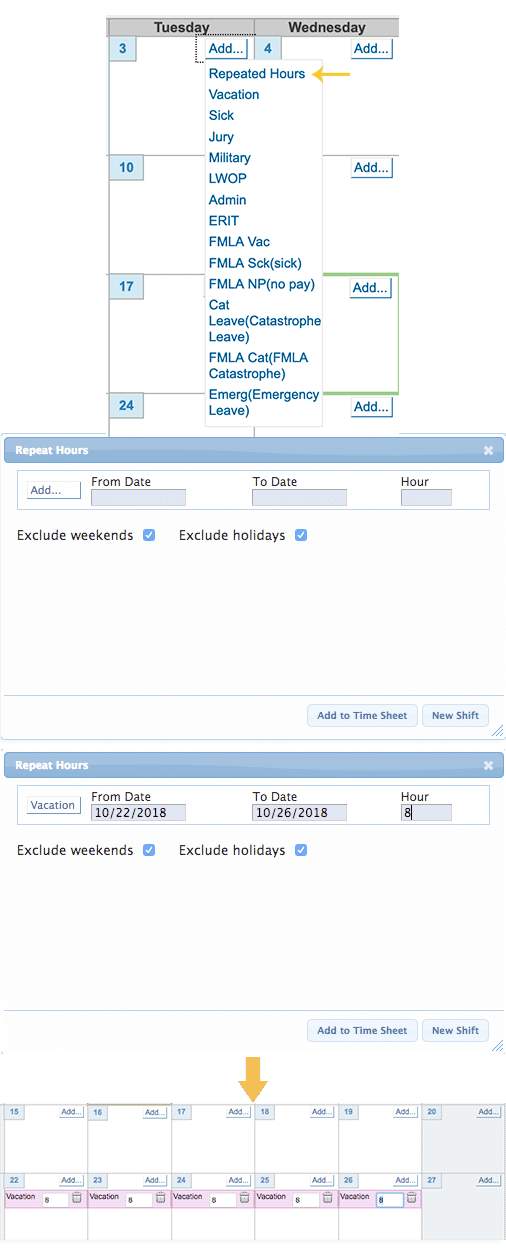 Tuesday Wednesday
3 Add... 4 Add...
Repeated Hours
Vacation
Sick
Jury
Military
LWOP
Admin
ERIT
FMLA Vac
FMLA Sck(sick)
FMLA NP(no pay)
Cat
Leave(Catastrophe
Leave)
FMLA Cat(FMLA
Catastrophe)
Emerg(Emergency
Leave)
10 Add...
17 Add...
24 Add...
Repeat Hours
From Date To Date Hour
Add...
Exclude weekends Exclude holidays
Add to Time Sheet New Shift
Repeat Hours
From Date To Date Hour
Vacation 10/22/2018 10/26/2018 8
Exclude weekends Exclude holidays
Add to Time Sheet New Shift
15 Add... 16 Add... 17 Add... 18 Add... 19 Add... 20 Add...
22 Add... 23 Add... 24 Add... 25 Add... 26 Add... 27 Add...
Vacation 8 Vacation 8 Vacation 8 Vacation 8 Vacation 8